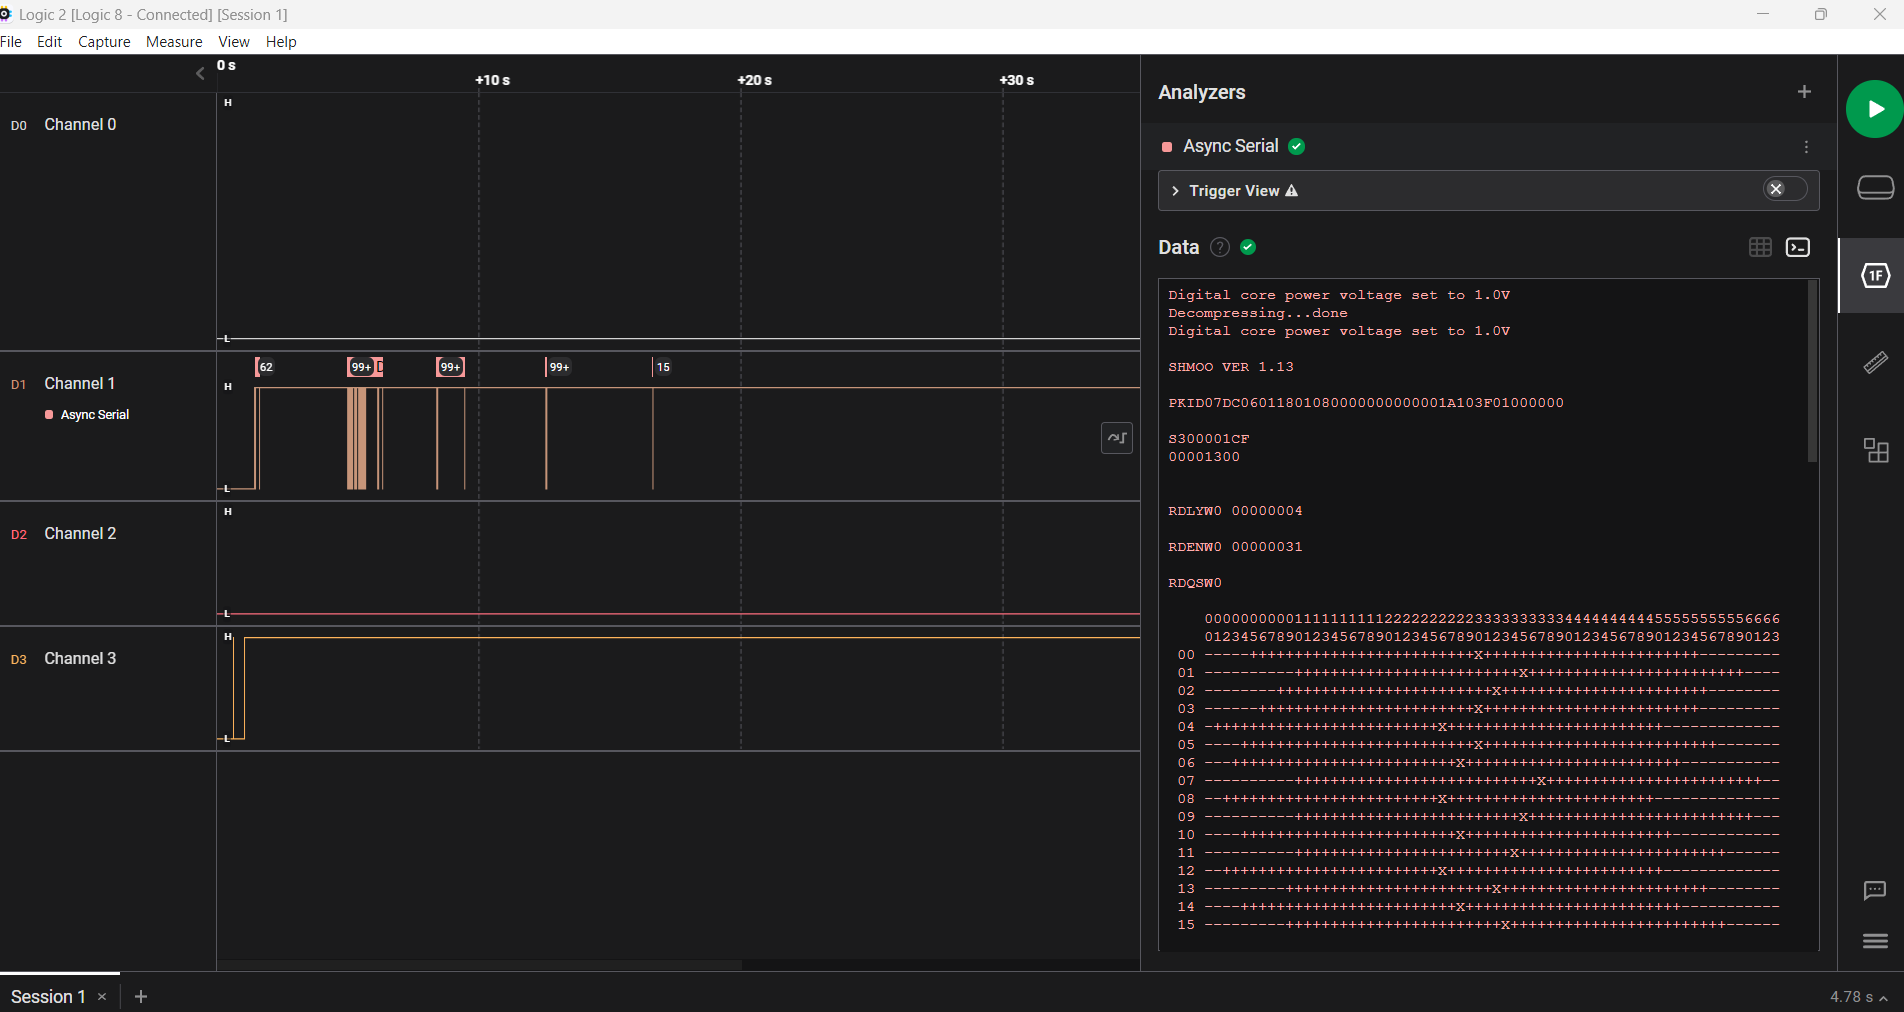 Logic 2 [Logic 8 - Connected] [Session 1]
File Edit Capture Measure View Help
0 s
+10 s +20 s +30 s
D0 Channel 0
H
L
D1 Channel 1
Async Serial
62 99+ D 99+ 99+ 15
H
L
D2 Channel 2
H
L
D3 Channel 3
H
L
Analyzers
Async Serial
Trigger View
Data
1F
Digital core power voltage set to 1.0V
Decompressing...done
Digital core power voltage set to 1.0V
SHMOO VER 1.13
PKID07DC06011801080000000000001A103F01000000
S300001CF
00001300
RDLYW0 00000004
RDENW0 00000031
RDQSW0
0000000000111111111122222222223333333333444444444455555555556666
0123456789012345678901234567890123456789012345678901234567890123
00 -----+++++++++++++++++++++++++X++++++++++++++++++++++++---------
01 ----------+++++++++++++++++++++++++X++++++++++++++++++++++++----
02 --------++++++++++++++++++++++++X+++++++++++++++++++++++--------
03 ------++++++++++++++++++++++++X++++++++++++++++++++++++---------
04 -+++++++++++++++++++++++++X++++++++++++++++++++++++-------------
05 ----++++++++++++++++++++++++++X++++++++++++++++++++++++++-------
06 ---+++++++++++++++++++++++++X++++++++++++++++++++++++-----------
07 ----------+++++++++++++++++++++++++++X++++++++++++++++++++++++--
08 --++++++++++++++++++++++++X+++++++++++++++++++++++--------------
09 ----------+++++++++++++++++++++++++X+++++++++++++++++++++++++---
10 ----++++++++++++++++++++++++X+++++++++++++++++++++++------------
11 ----------++++++++++++++++++++++++X+++++++++++++++++++++++------
12 --++++++++++++++++++++++++X++++++++++++++++++++++++-------------
13 ---------+++++++++++++++++++++++X+++++++++++++++++++++++--------
14 ----++++++++++++++++++++++++X++++++++++++++++++++++++-----------
15 ---------++++++++++++++++++++++++X++++++++++++++++++++++++------
Session 1
4.78 s